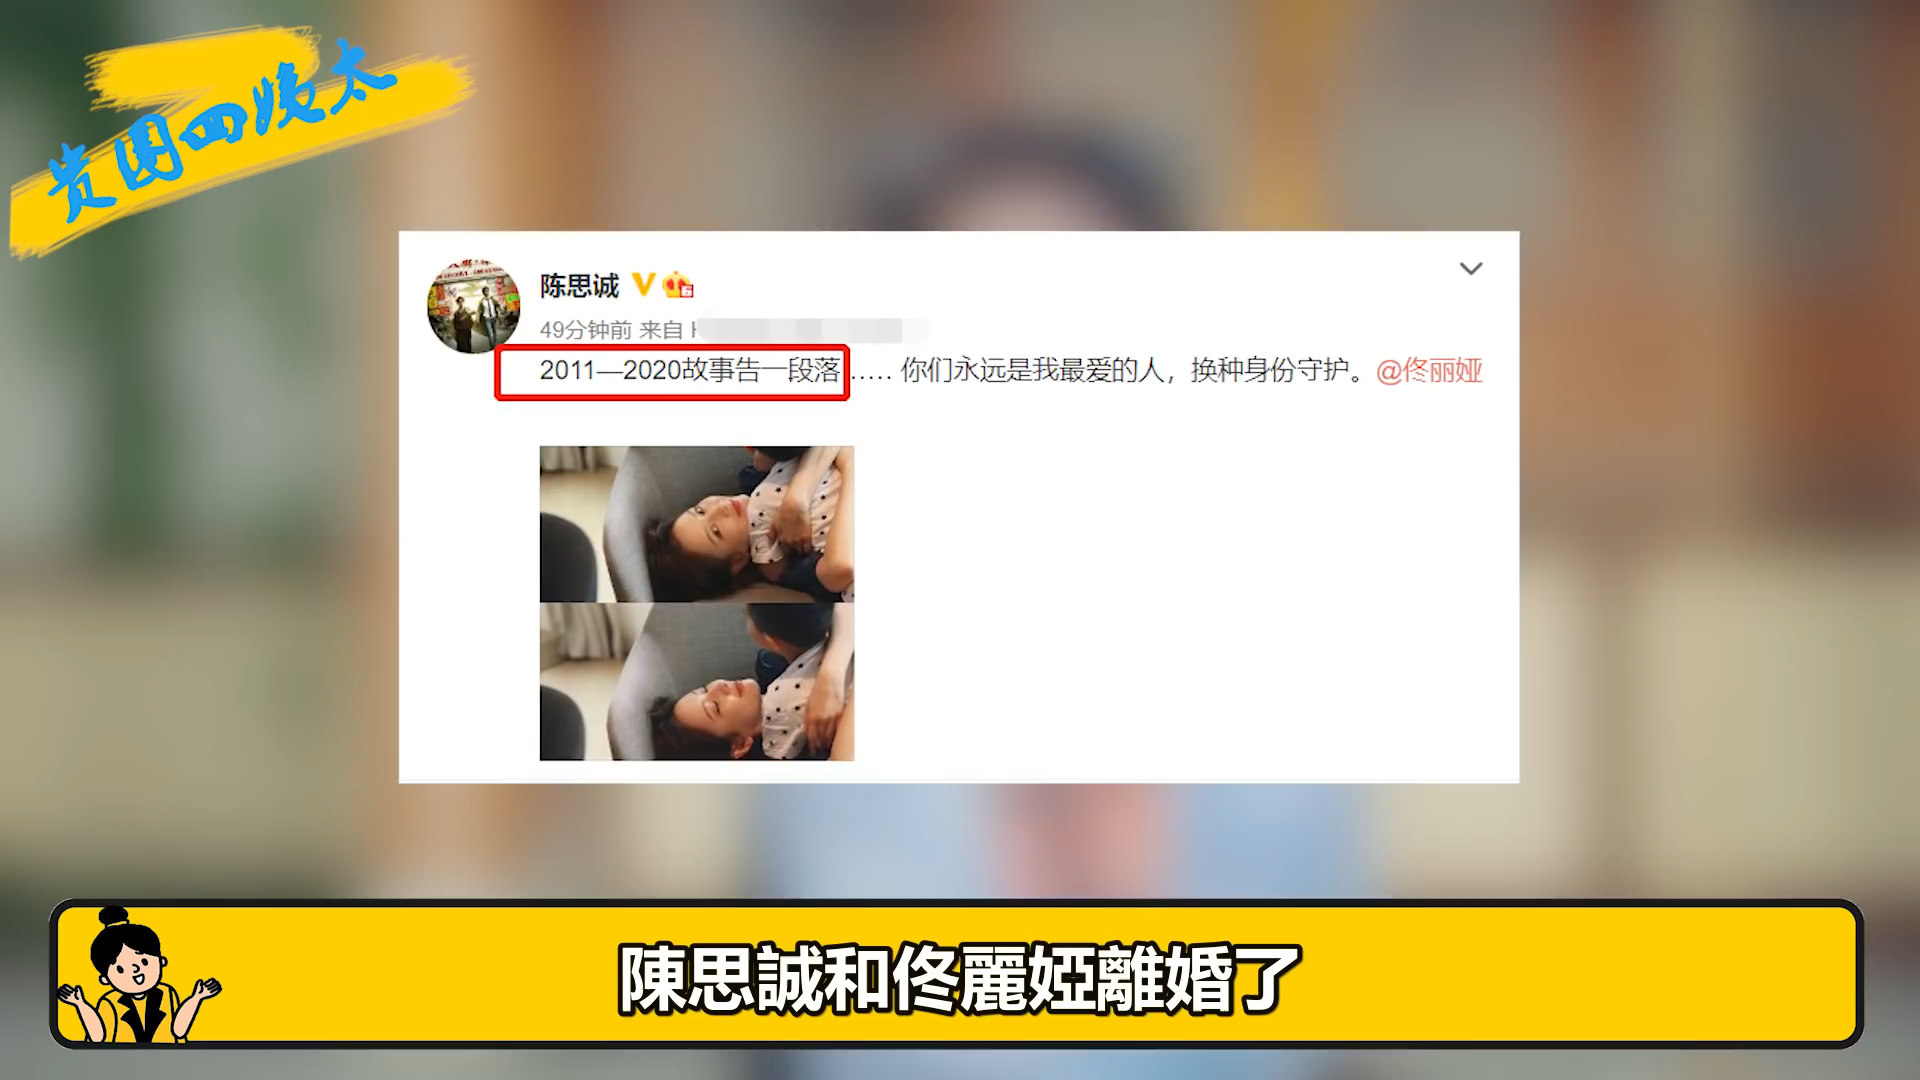 贵圈四姨太
陈思诚
49分钟前 来自
2011—2020故事告一段落…… 你们永远是我最爱的人，换种身份守护。@佟丽娅
陳思誠和佟麗婭離婚了